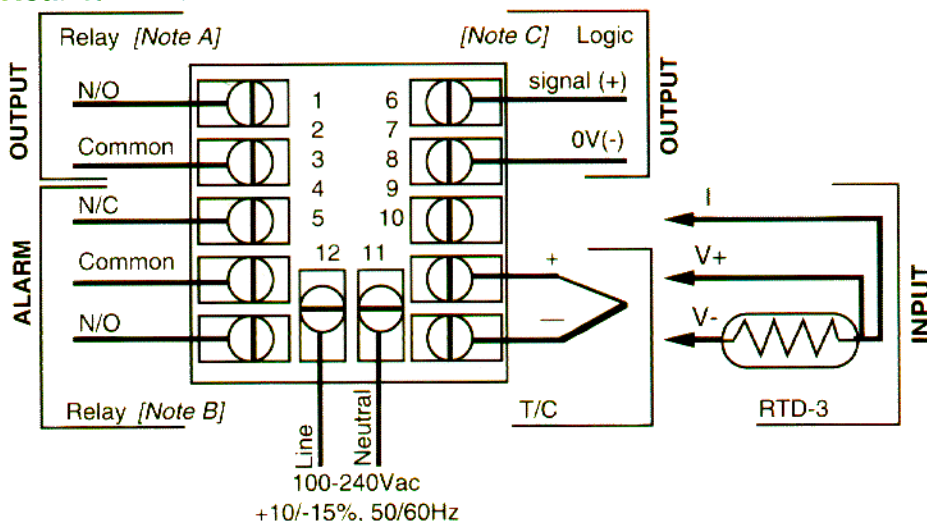 Relay [Note A]
[Note C] Logic
OUTPUT
N/O
Common
1 6
2 7
3 8
4 9
5 10
12 11
signal (+)
0V(-)
OUTPUT
ALARM
N/C
Common
N/O
Relay [Note B]
+
—
T/C
I
V+
V-
RTD-3
INPUT
Line
Neutral
100-240Vac
+10/-15%, 50/60Hz